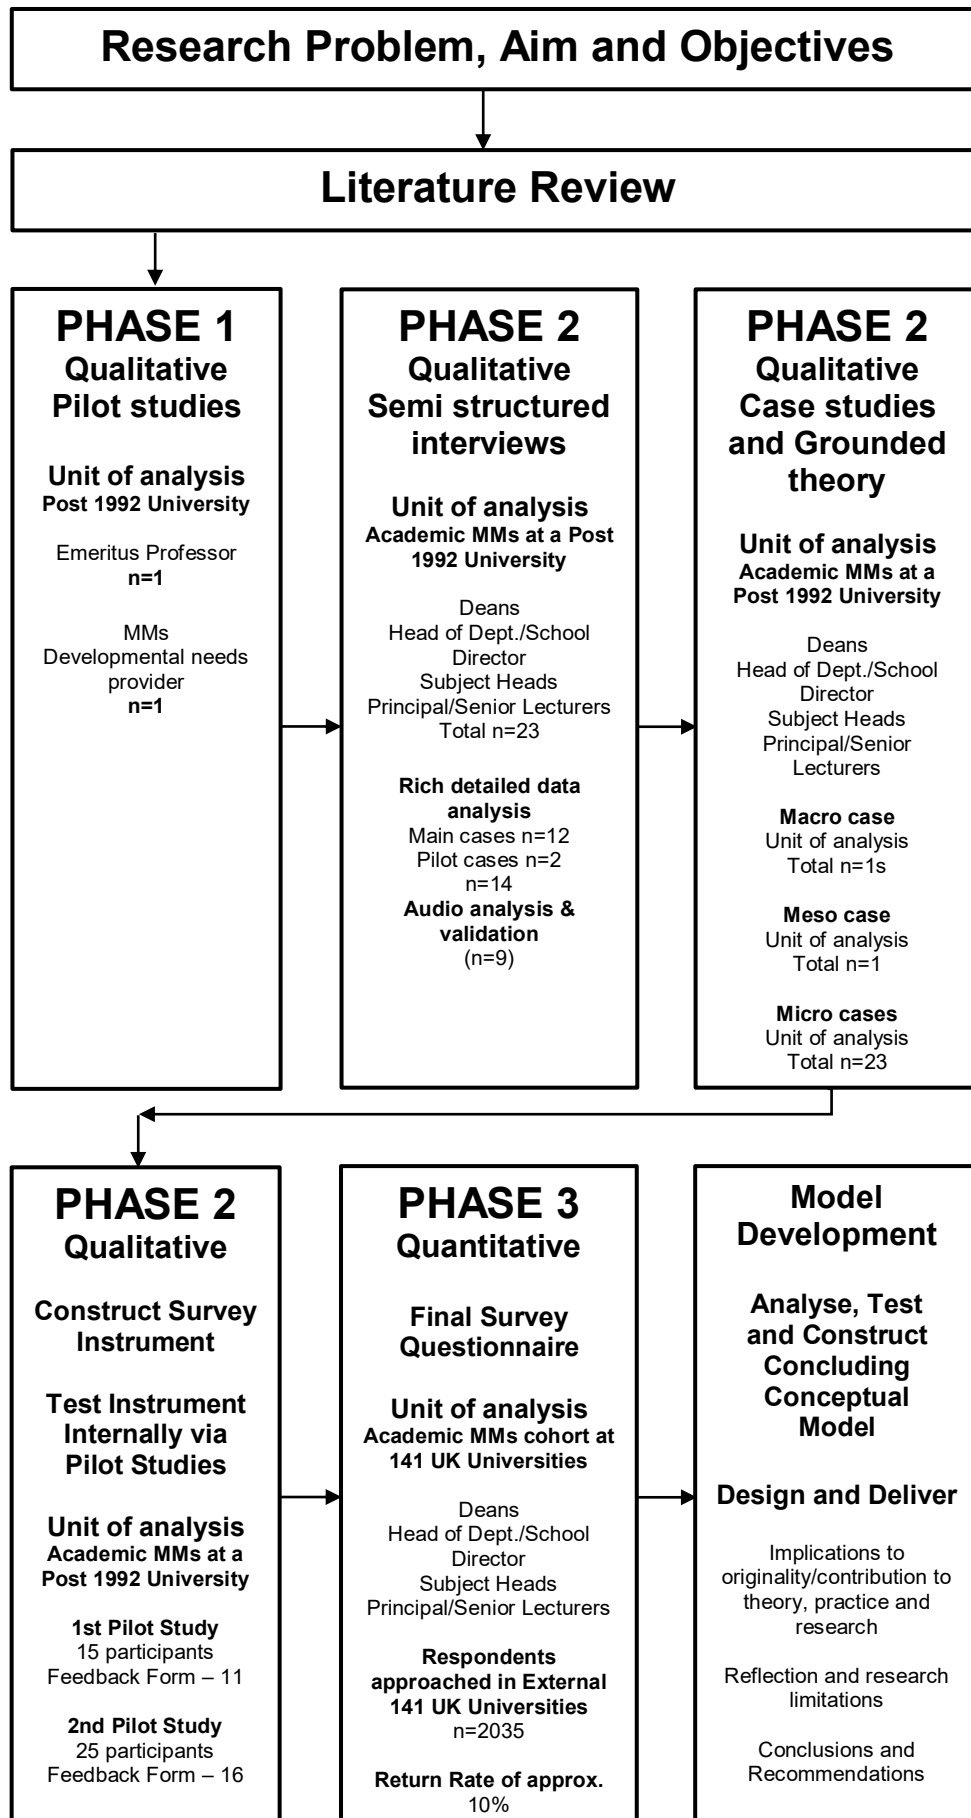 Research Problem, Aim and Objectives
Literature Review
PHASE 1
Qualitative
Pilot studies
Unit of analysis
Post 1992 University
Emeritus Professor
n=1
MMs
Developmental needs
provider
n=1
PHASE 2
Qualitative
Semi structured
interviews
Unit of analysis
Academic MMs at a Post
1992 University
Deans
Head of Dept./School
Director
Subject Heads
Principal/Senior Lecturers
Total n=23
Rich detailed data
analysis
Main cases n=12
Pilot cases n=2
n=14
Audio analysis &
validation
(n=9)
PHASE 2
Qualitative
Case studies
and Grounded
theory
Unit of analysis
Academic MMs at a
Post 1992 University
Deans
Head of Dept./School
Director
Subject Heads
Principal/Senior
Lecturers
Macro case
Unit of analysis
Total n=1s
Meso case
Unit of analysis
Total n=1
Micro cases
Unit of analysis
Total n=23
PHASE 2
Qualitative
Construct Survey
Instrument
Test Instrument
Internally via
Pilot Studies
Unit of analysis
Academic MMs at a
Post 1992 University
1st Pilot Study
15 participants
Feedback Form – 11
2nd Pilot Study
25 participants
Feedback Form – 16
PHASE 3
Quantitative
Final Survey
Questionnaire
Unit of analysis
Academic MMs cohort at
141 UK Universities
Deans
Head of Dept./School
Director
Subject Heads
Principal/Senior Lecturers
Respondents
approached in External
141 UK Universities
n=2035
Return Rate of approx.
10%
Model
Development
Analyse, Test
and Construct
Concluding
Conceptual
Model
Design and Deliver
Implications to
originality/contribution to
theory, practice and
research
Reflection and research
limitations
Conclusions and
Recommendations